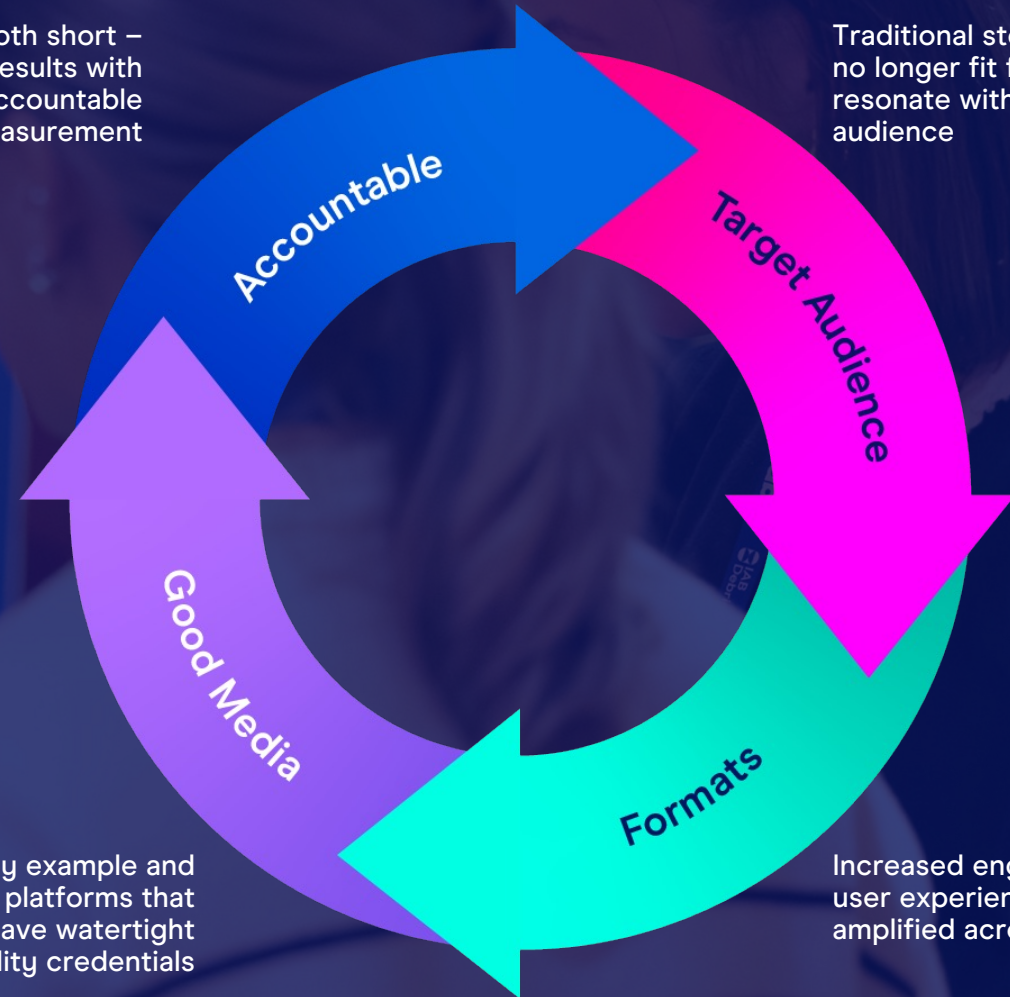 oth short –
esults with
ccountable
asurement
Traditional st
no longer fit
resonate with
audience
Accountable
Target Audience
Good Media
Formats
y example and
platforms that
ave watertight
lity credentials
Increased eng
user experien
amplified acr
IAB